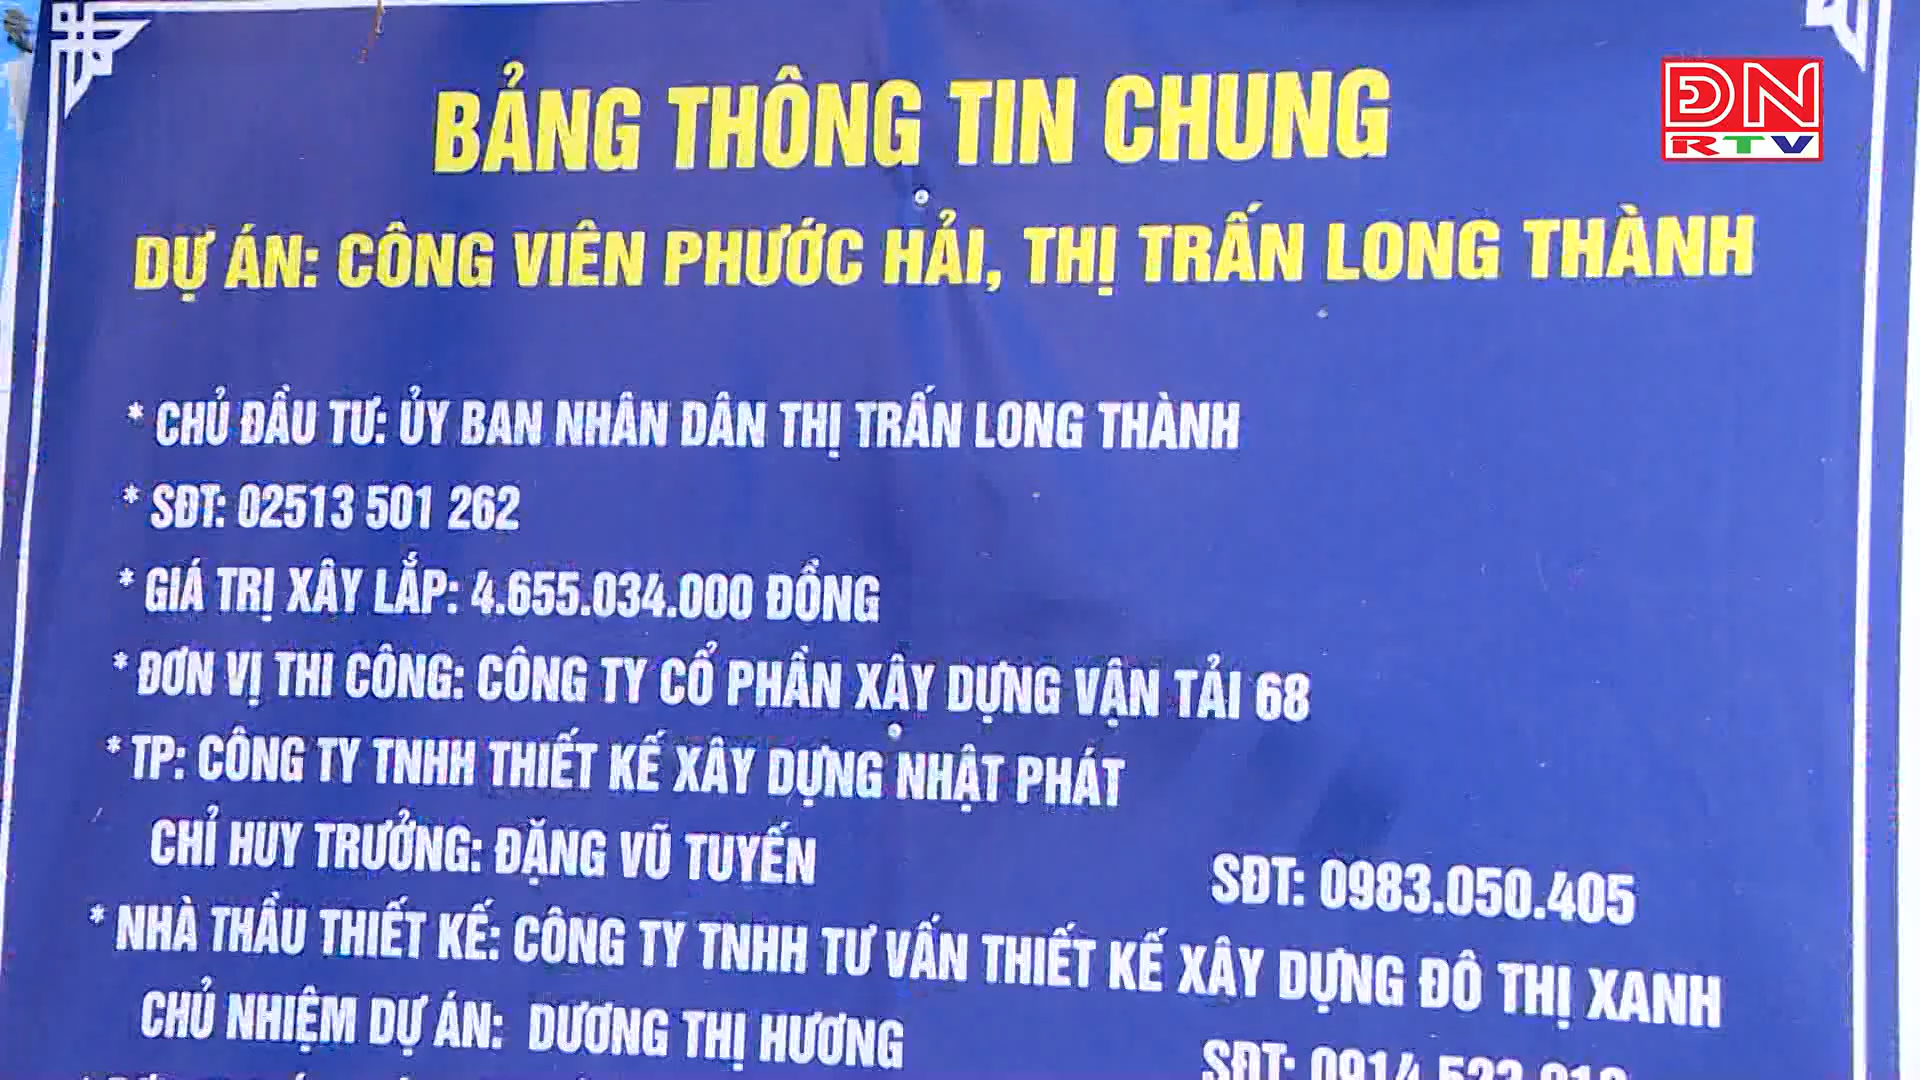 BẢNG THÔNG TIN CHUNG
DỰ ÁN: CÔNG VIÊN PHƯỚC HẢI, THỊ TRẤN LONG THÀNH
* CHỦ ĐẦU TƯ: ỦY BAN NHÂN DÂN THỊ TRẤN LONG THÀNH
* SĐT: 02513 501 262
* GIÁ TRỊ XÂY LẮP: 4.655.034.000 ĐỒNG
* ĐƠN VỊ THI CÔNG: CÔNG TY CỔ PHẦN XÂY DỰNG VẬN TẢI 68
* TP: CÔNG TY TNHH THIẾT KẾ XÂY DỰNG NHẬT PHÁT
CHỈ HUY TRƯỞNG: ĐẶNG VŨ TUYẾN SĐT: 0983.050.405
* NHÀ THẦU THIẾT KẾ: CÔNG TY TNHH TƯ VẤN THIẾT KẾ XÂY DỰNG ĐÔ THỊ XANH
CHỦ NHIỆM DỰ ÁN: DƯƠNG THỊ HƯƠNG SĐT:
ĐN
RTV